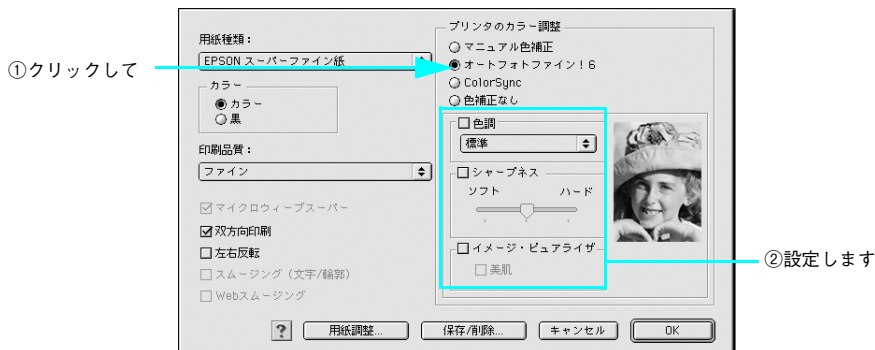 ①クリックして
用紙種類：
EPSON スーパーファイン紙
カラー
カラー
黒
印刷品質：
ファイン
マイクロウィーブスーパー
双方向印刷
左右反転
スムージング（文字/輪郭）
Webスムージング
プリンタのカラー調整
マニュアル色補正
オートフォトファイン！6
ColorSync
色補正なし
色調
標準
シャープネス
ソフト ハード
イメージ・ピュアライザ
美肌
②設定します
? 用紙調整... 保存/削除... キャンセル OK